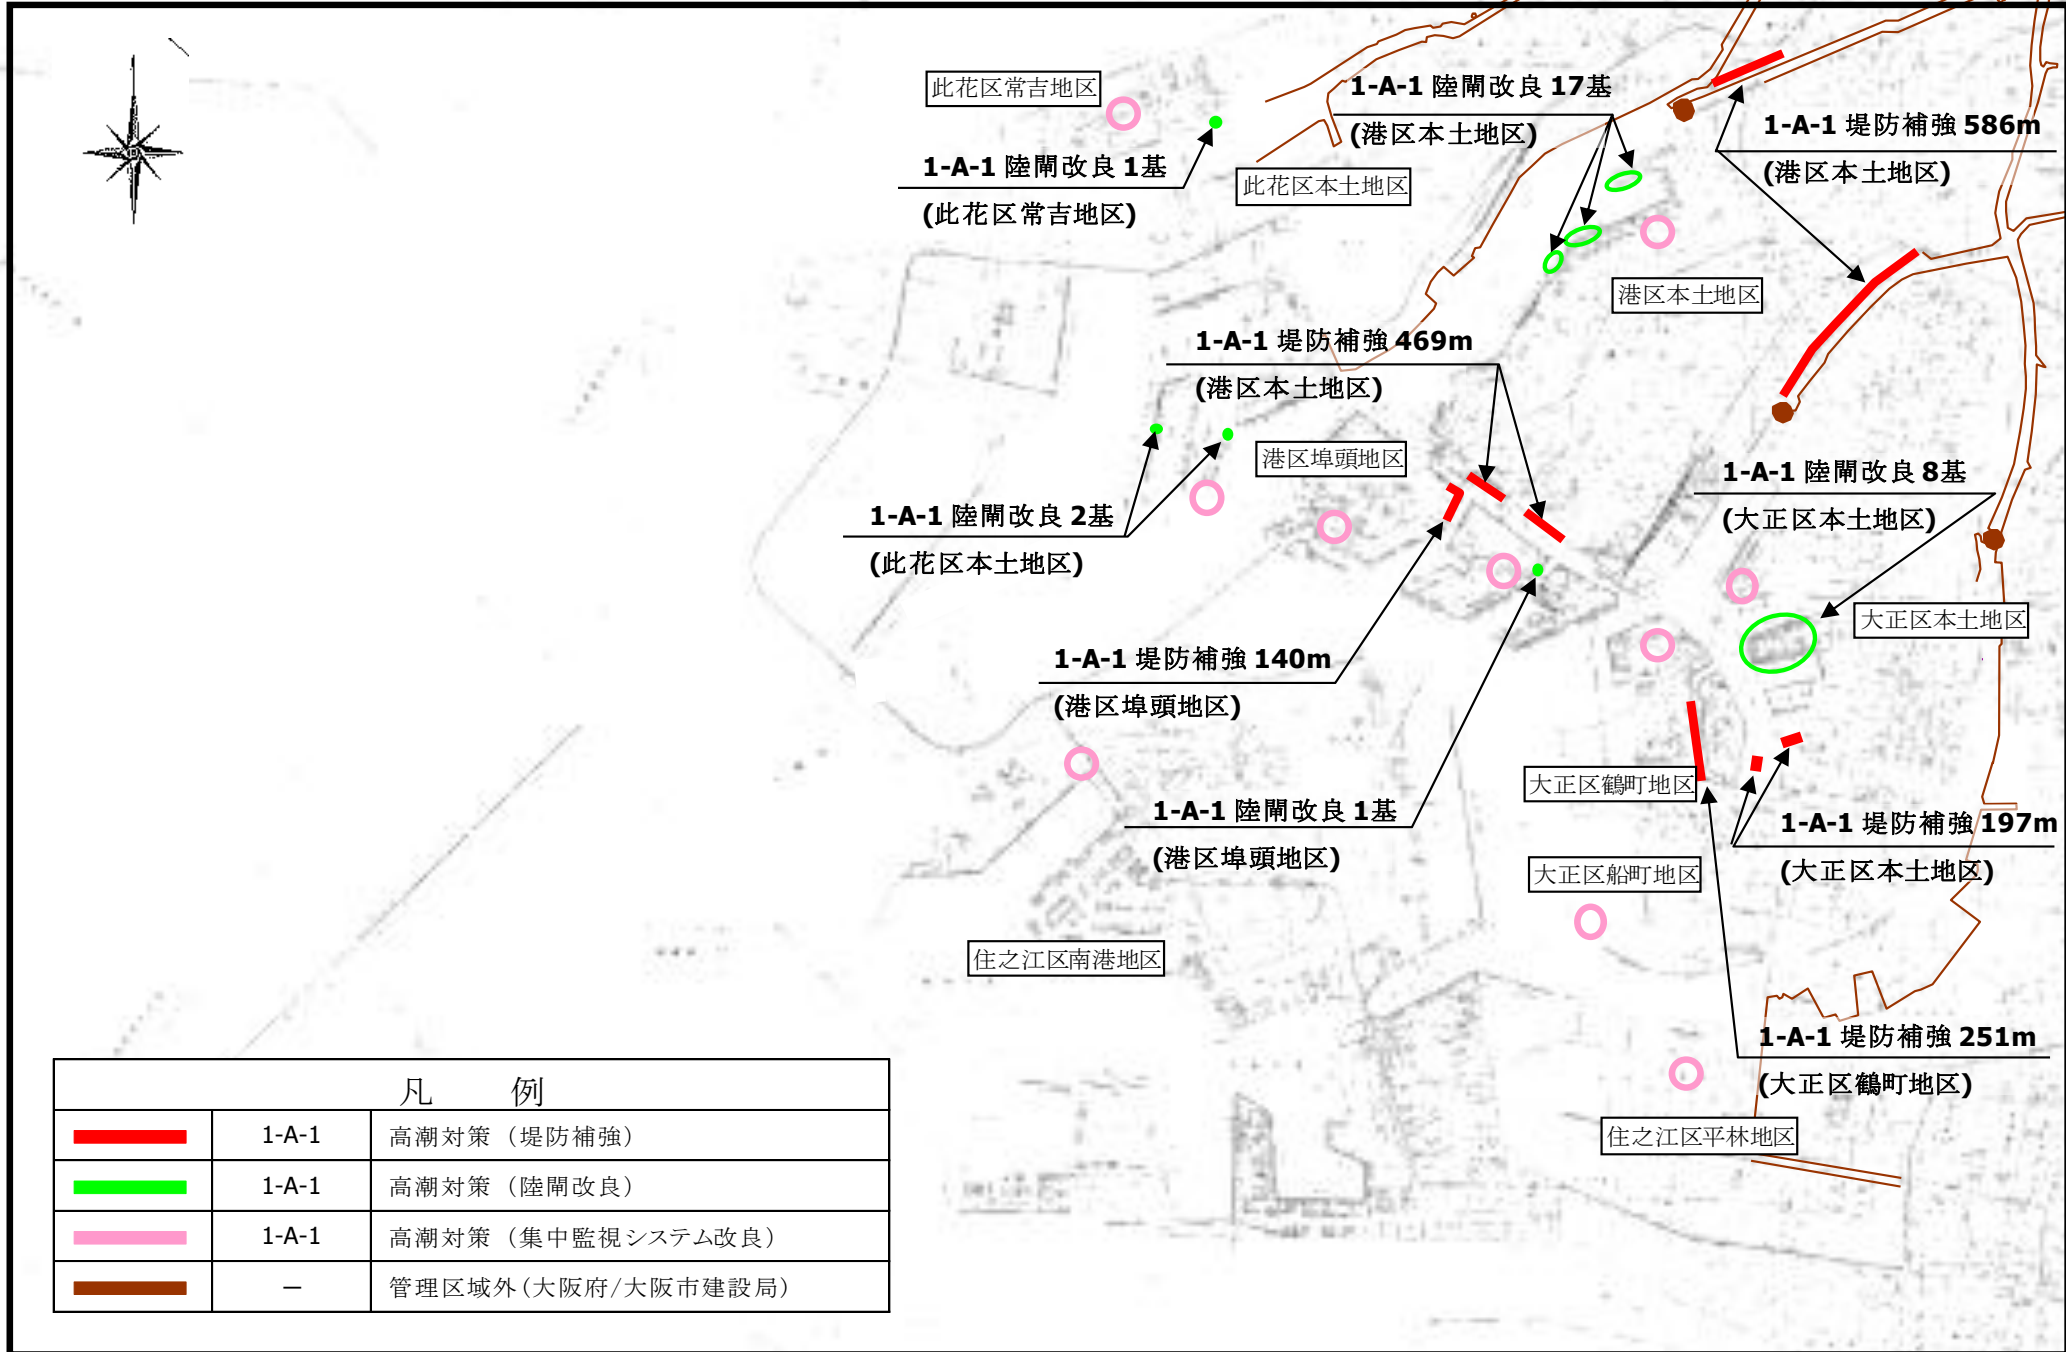 此花区常吉地区
1-A-1 陸閘改良 17基
(港区本土地区)
1-A-1 堤防補強 586m
(港区本土地区)
1-A-1 陸閘改良 1基
(此花区常吉地区)
此花区本土地区
港区本土地区
1-A-1 堤防補強 469m
(港区本土地区)
港区埠頭地区
1-A-1 陸閘改良 8基
(大正区本土地区)
1-A-1 陸閘改良 2基
(此花区本土地区)
大正区本土地区
1-A-1 堤防補強 140m
(港区埠頭地区)
大正区鶴町地区
1-A-1 陸閘改良 1基
(港区埠頭地区)
1-A-1 堤防補強 197m
(大正区本土地区)
大正区船町地区
住之江区南港地区
1-A-1 堤防補強 251m
(大正区鶴町地区)
住之江区平林地区
凡 例
1-A-1 高潮対策（堤防補強）
1-A-1 高潮対策（陸閘改良）
1-A-1 高潮対策（集中監視システム改良）
－ 管理区域外(大阪府/大阪市建設局)